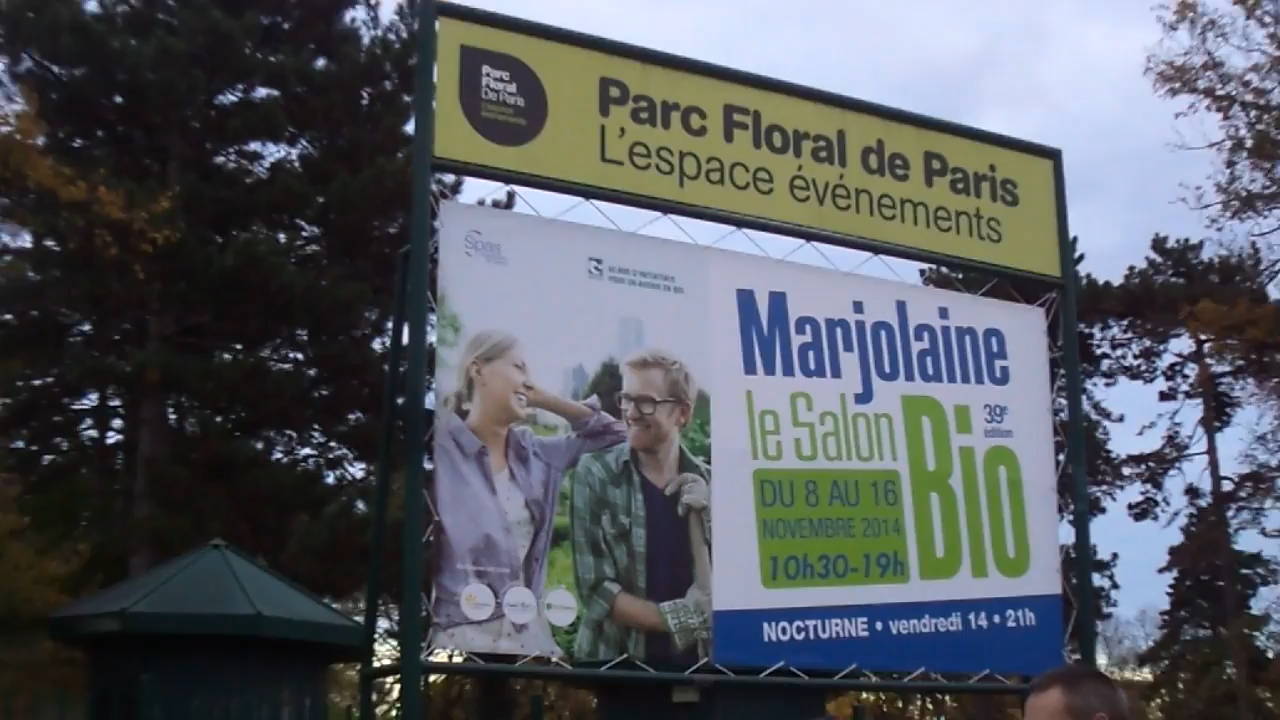 Parc
Floral
De Paris
Parc Floral de Paris
L'espace événements
Spas
Marjolaine
le Salon
Bio
39e
édition
DU 8 AU 16
NOVEMBRE 2014
10h30-19h
NOCTURNE • vendredi 14 • 21h